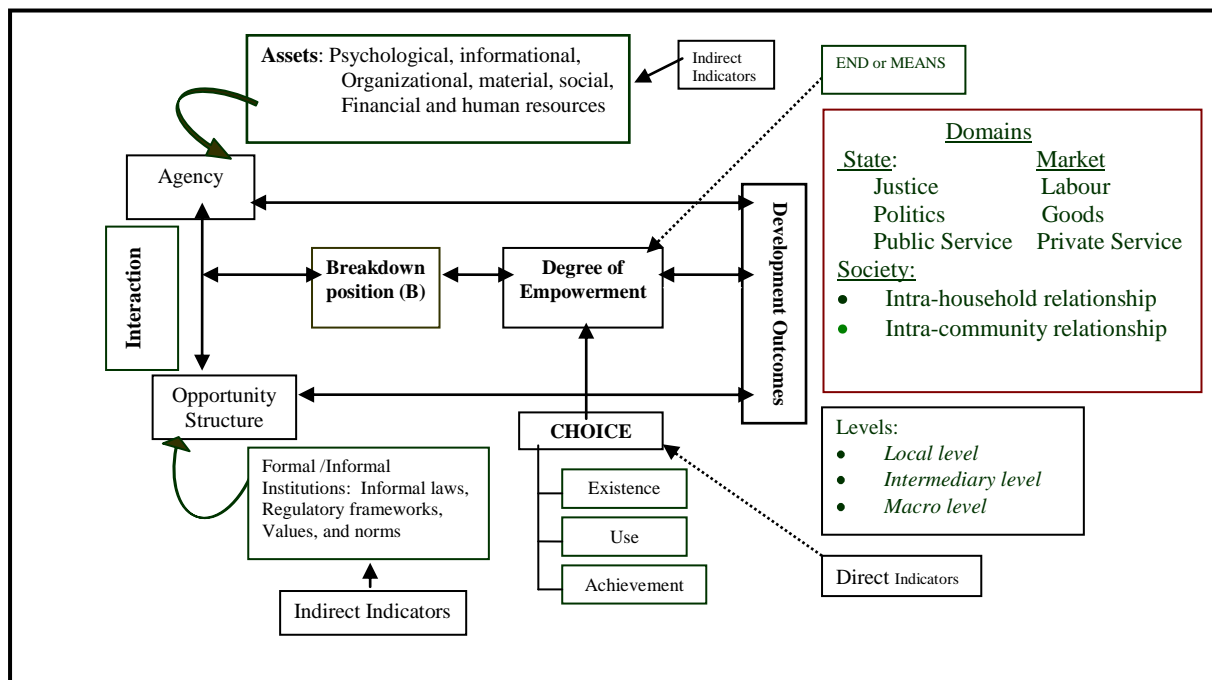 Assets: Psychological, informational,
Organizational, material, social,
Financial and human resources
Indirect
Indicators
END or MEANS
Domains
State:
Market
Justice
Labour
Politics
Goods
Public Service
Private Service
Society:
● Intra-household relationship
● Intra-community relationship
Agency
Interaction
Breakdown
position (B)
Degree of
Empowerment
Development Outcomes
Opportunity
Structure
CHOICE
Existence
Use
Achievement
Formal /Informal
Institutions: Informal laws,
Regulatory frameworks,
Values, and norms
Indirect Indicators
Levels:
● Local level
● Intermediary level
● Macro level
Direct Indicators